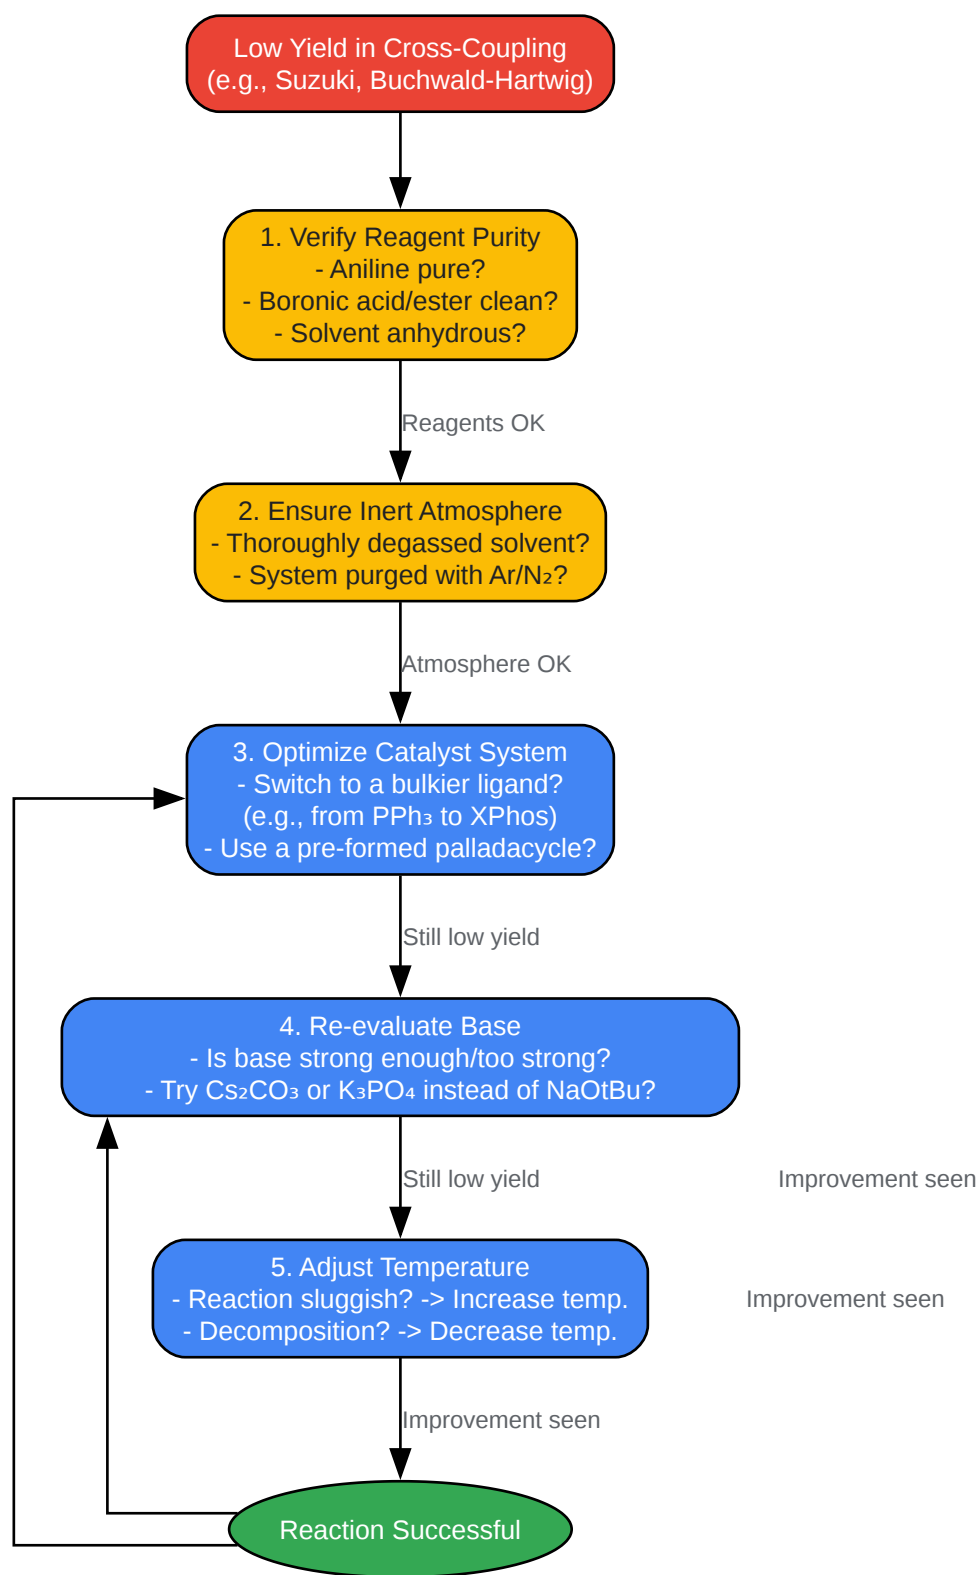 Low Yield in Cross-Coupling
(e.g., Suzuki, Buchwald-Hartwig)
1. Verify Reagent Purity
- Aniline pure?
- Boronic acid/ester clean?
- Solvent anhydrous?
Reagents OK
2. Ensure Inert Atmosphere
- Thoroughly degassed solvent?
- System purged with Ar/N₂?
Atmosphere OK
3. Optimize Catalyst System
- Switch to a bulkier ligand?
(e.g., from PPh₃ to XPhos)
- Use a pre-formed palladacycle?
Still low yield
4. Re-evaluate Base
- Is base strong enough/too strong?
- Try Cs₂CO₃ or K₃PO₄ instead of NaOtBu?
Still low yield
Improvement seen
5. Adjust Temperature
- Reaction sluggish? -> Increase temp.
- Decomposition? -> Decrease temp.
Improvement seen
Improvement seen
Reaction Successful